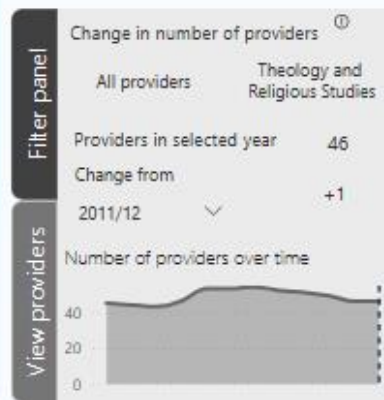 Filter panel
View providers
Change in number of providers
All providers
Theology and
Religious Studies
Providers in selected year
46
Change from
2011/12
+1
Number of providers over time
40
20
0